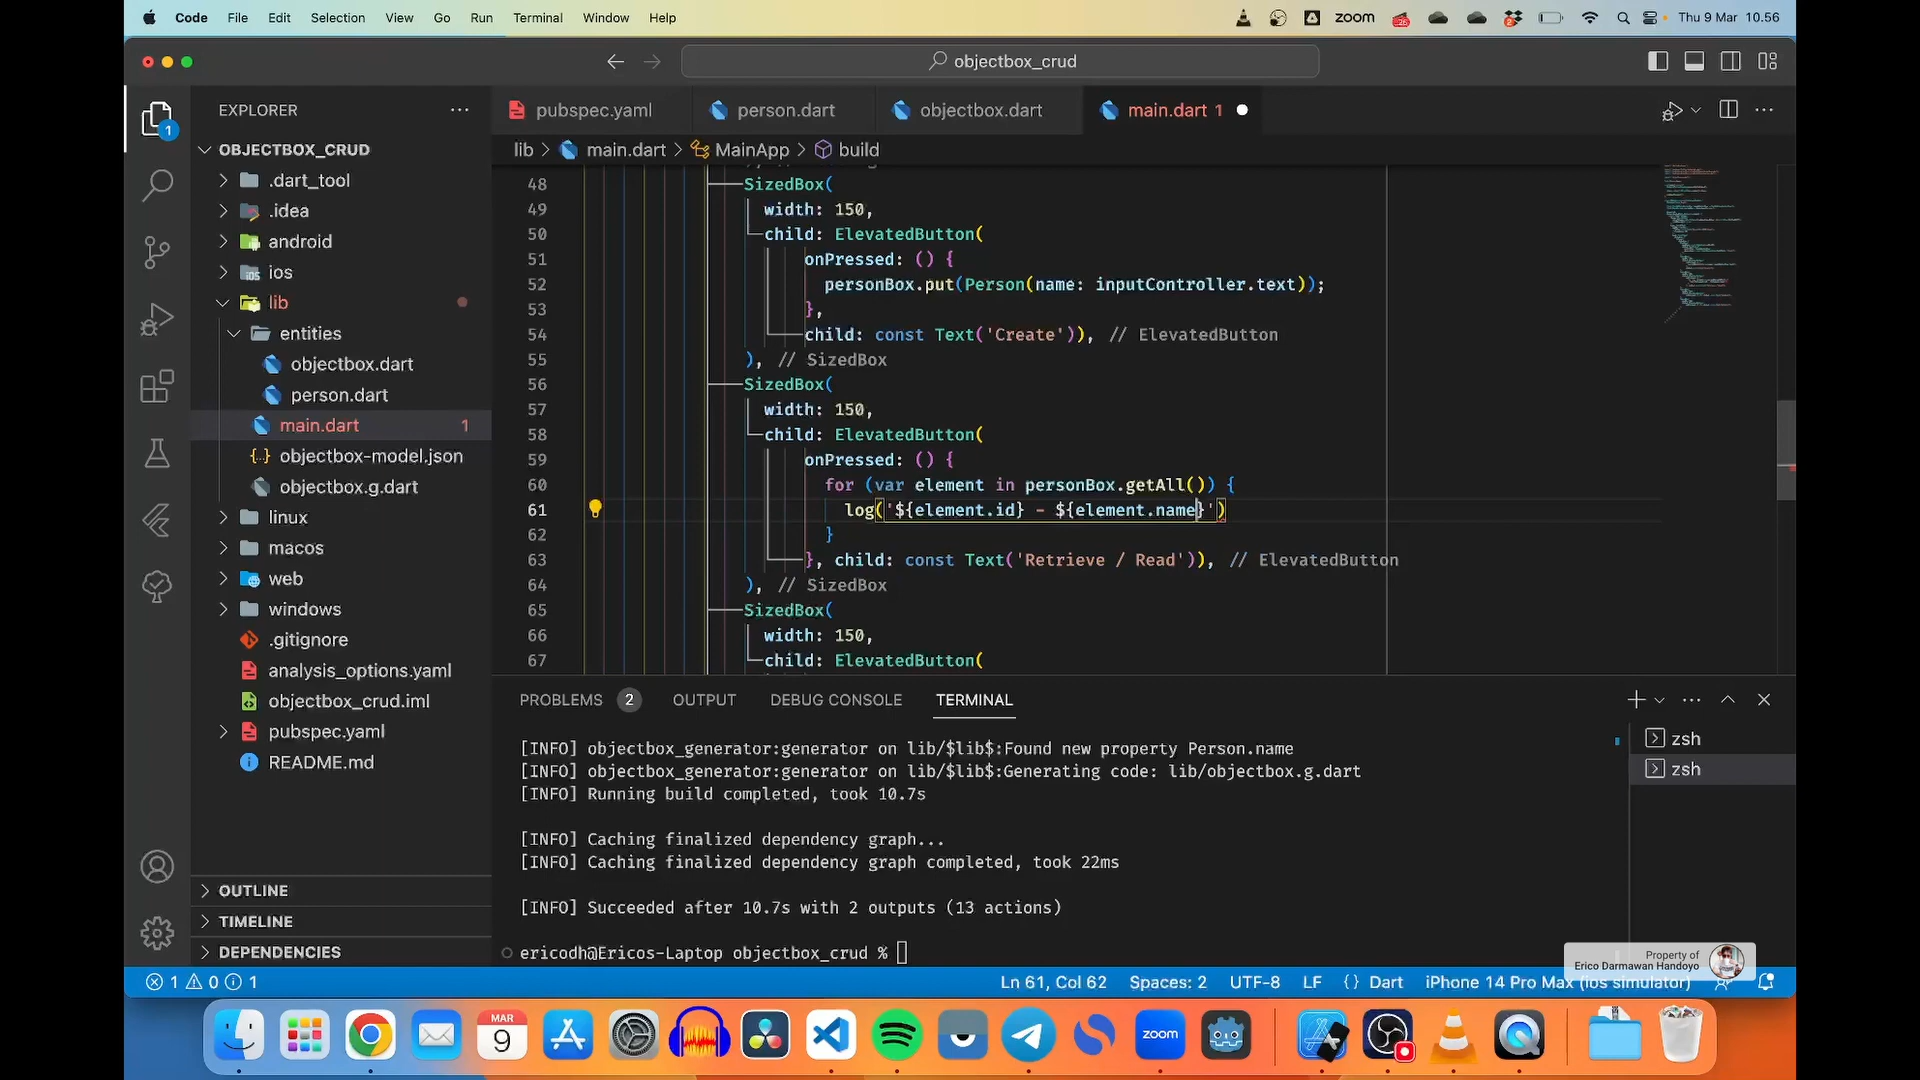 Code File Edit Selection View Go Run Terminal Window Help zoom Thu 9 Mar 10.56
objectbox_crud
EXPLORER
pubspec.yaml person.dart objectbox.dart main.dart 1
OBJECTBOX_CRUD
lib > main.dart > MainApp > build
.dart_tool
.idea
android
ios
lib
entities
objectbox.dart
person.dart
main.dart 1
objectbox-model.json
objectbox.g.dart
linux
macos
web
windows
.gitignore
analysis_options.yaml
objectbox_crud.iml
pubspec.yaml
README.md
OUTLINE
TIMELINE
DEPENDENCIES
48 SizedBox(
49 width: 150,
50 child: ElevatedButton(
51 onPressed: () {
52 personBox.put(Person(name: inputController.text));
53 },
54 child: const Text('Create')), // ElevatedButton
55 ), // SizedBox
56 SizedBox(
57 width: 150,
58 child: ElevatedButton(
59 onPressed: () {
60 for (var element in personBox.getAll()) {
61 log('${element.id} - ${element.name}')
62 }
63 }, child: const Text('Retrieve / Read')), // ElevatedButton
64 ), // SizedBox
65 SizedBox(
66 width: 150,
67 child: ElevatedButton(
PROBLEMS 2 OUTPUT DEBUG CONSOLE TERMINAL
[INFO] objectbox_generator:generator on lib/$lib$:Found new property Person.name
[INFO] objectbox_generator:generator on lib/$lib$:Generating code: lib/objectbox.g.dart
[INFO] Running build completed, took 10.7s
[INFO] Caching finalized dependency graph...
[INFO] Caching finalized dependency graph completed, took 22ms
[INFO] Succeeded after 10.7s with 2 outputs (13 actions)
ericodh@Ericos-Laptop objectbox_crud %
zsh
zsh
Property of
Erico Darmawan Handoyo
1 0 1 Ln 61, Col 62 Spaces: 2 UTF-8 LF {} Dart iPhone 14 Pro Max (ios simulator)
MAR
9
zoom